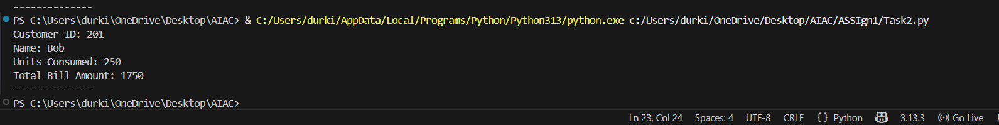 --------------
PS C:\Users\durki\OneDrive\Desktop\AIAC> & C:/Users/durki/AppData/Local/Programs/Python/Python313/python.exe c:/Users/durki/OneDrive/Desktop/AIAC/ASSIgn1/Task2.py
Customer ID: 201
Name: Bob
Units Consumed: 250
Total Bill Amount: 1750
--------------
PS C:\Users\durki\OneDrive\Desktop\AIAC>
Ln 23, Col 24 Spaces: 4 UTF-8 CRLF { } Python 3.13.3 Go Live